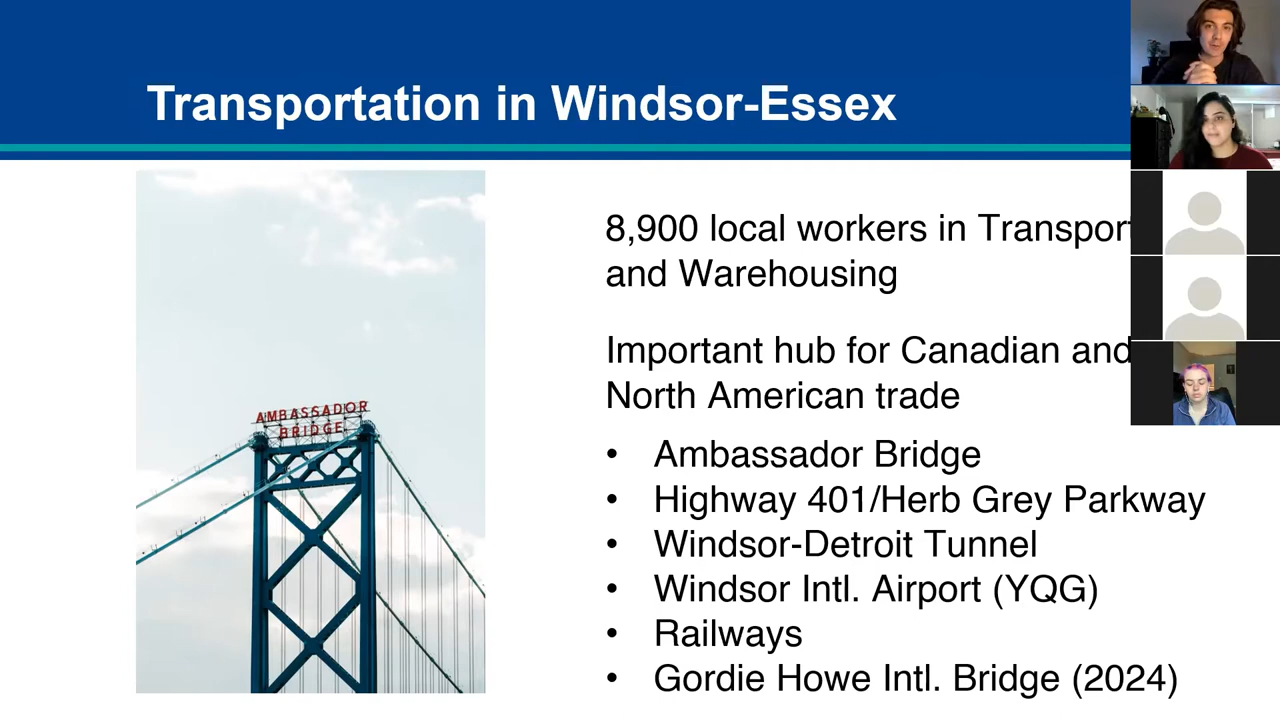 Transportation in Windsor-Essex
AMBASSADOR
BRIDGE
8,900 local workers in
and Warehousing
Important hub for Canadian and
North American trade
• Ambassador Bridge
• Highway 401/Herb Grey Parkway
• Windsor-Detroit Tunnel
• Windsor Intl. Airport (YQG)
• Railways
• Gordie Howe Intl. Bridge (2024)